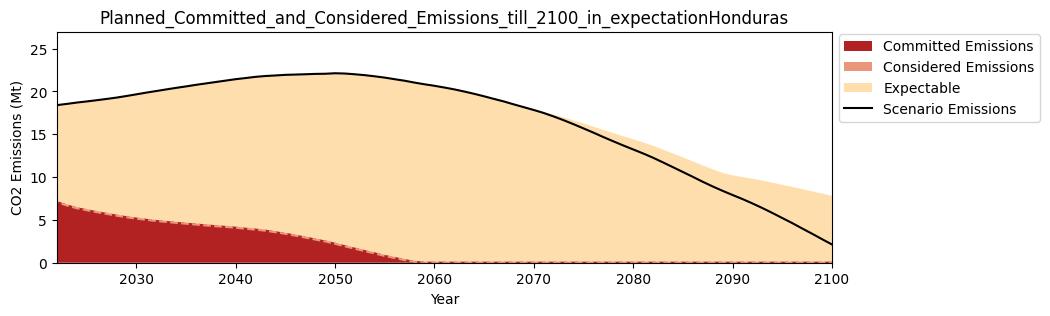 Planned_Committed_and_Considered_Emissions_till_2100_in_expectationHonduras
CO2 Emissions (Mt)
25
20
15
10
5
0
2030 2040 2050 2060 2070 2080 2090 2100
Year
Committed Emissions
Considered Emissions
Expectable
Scenario Emissions